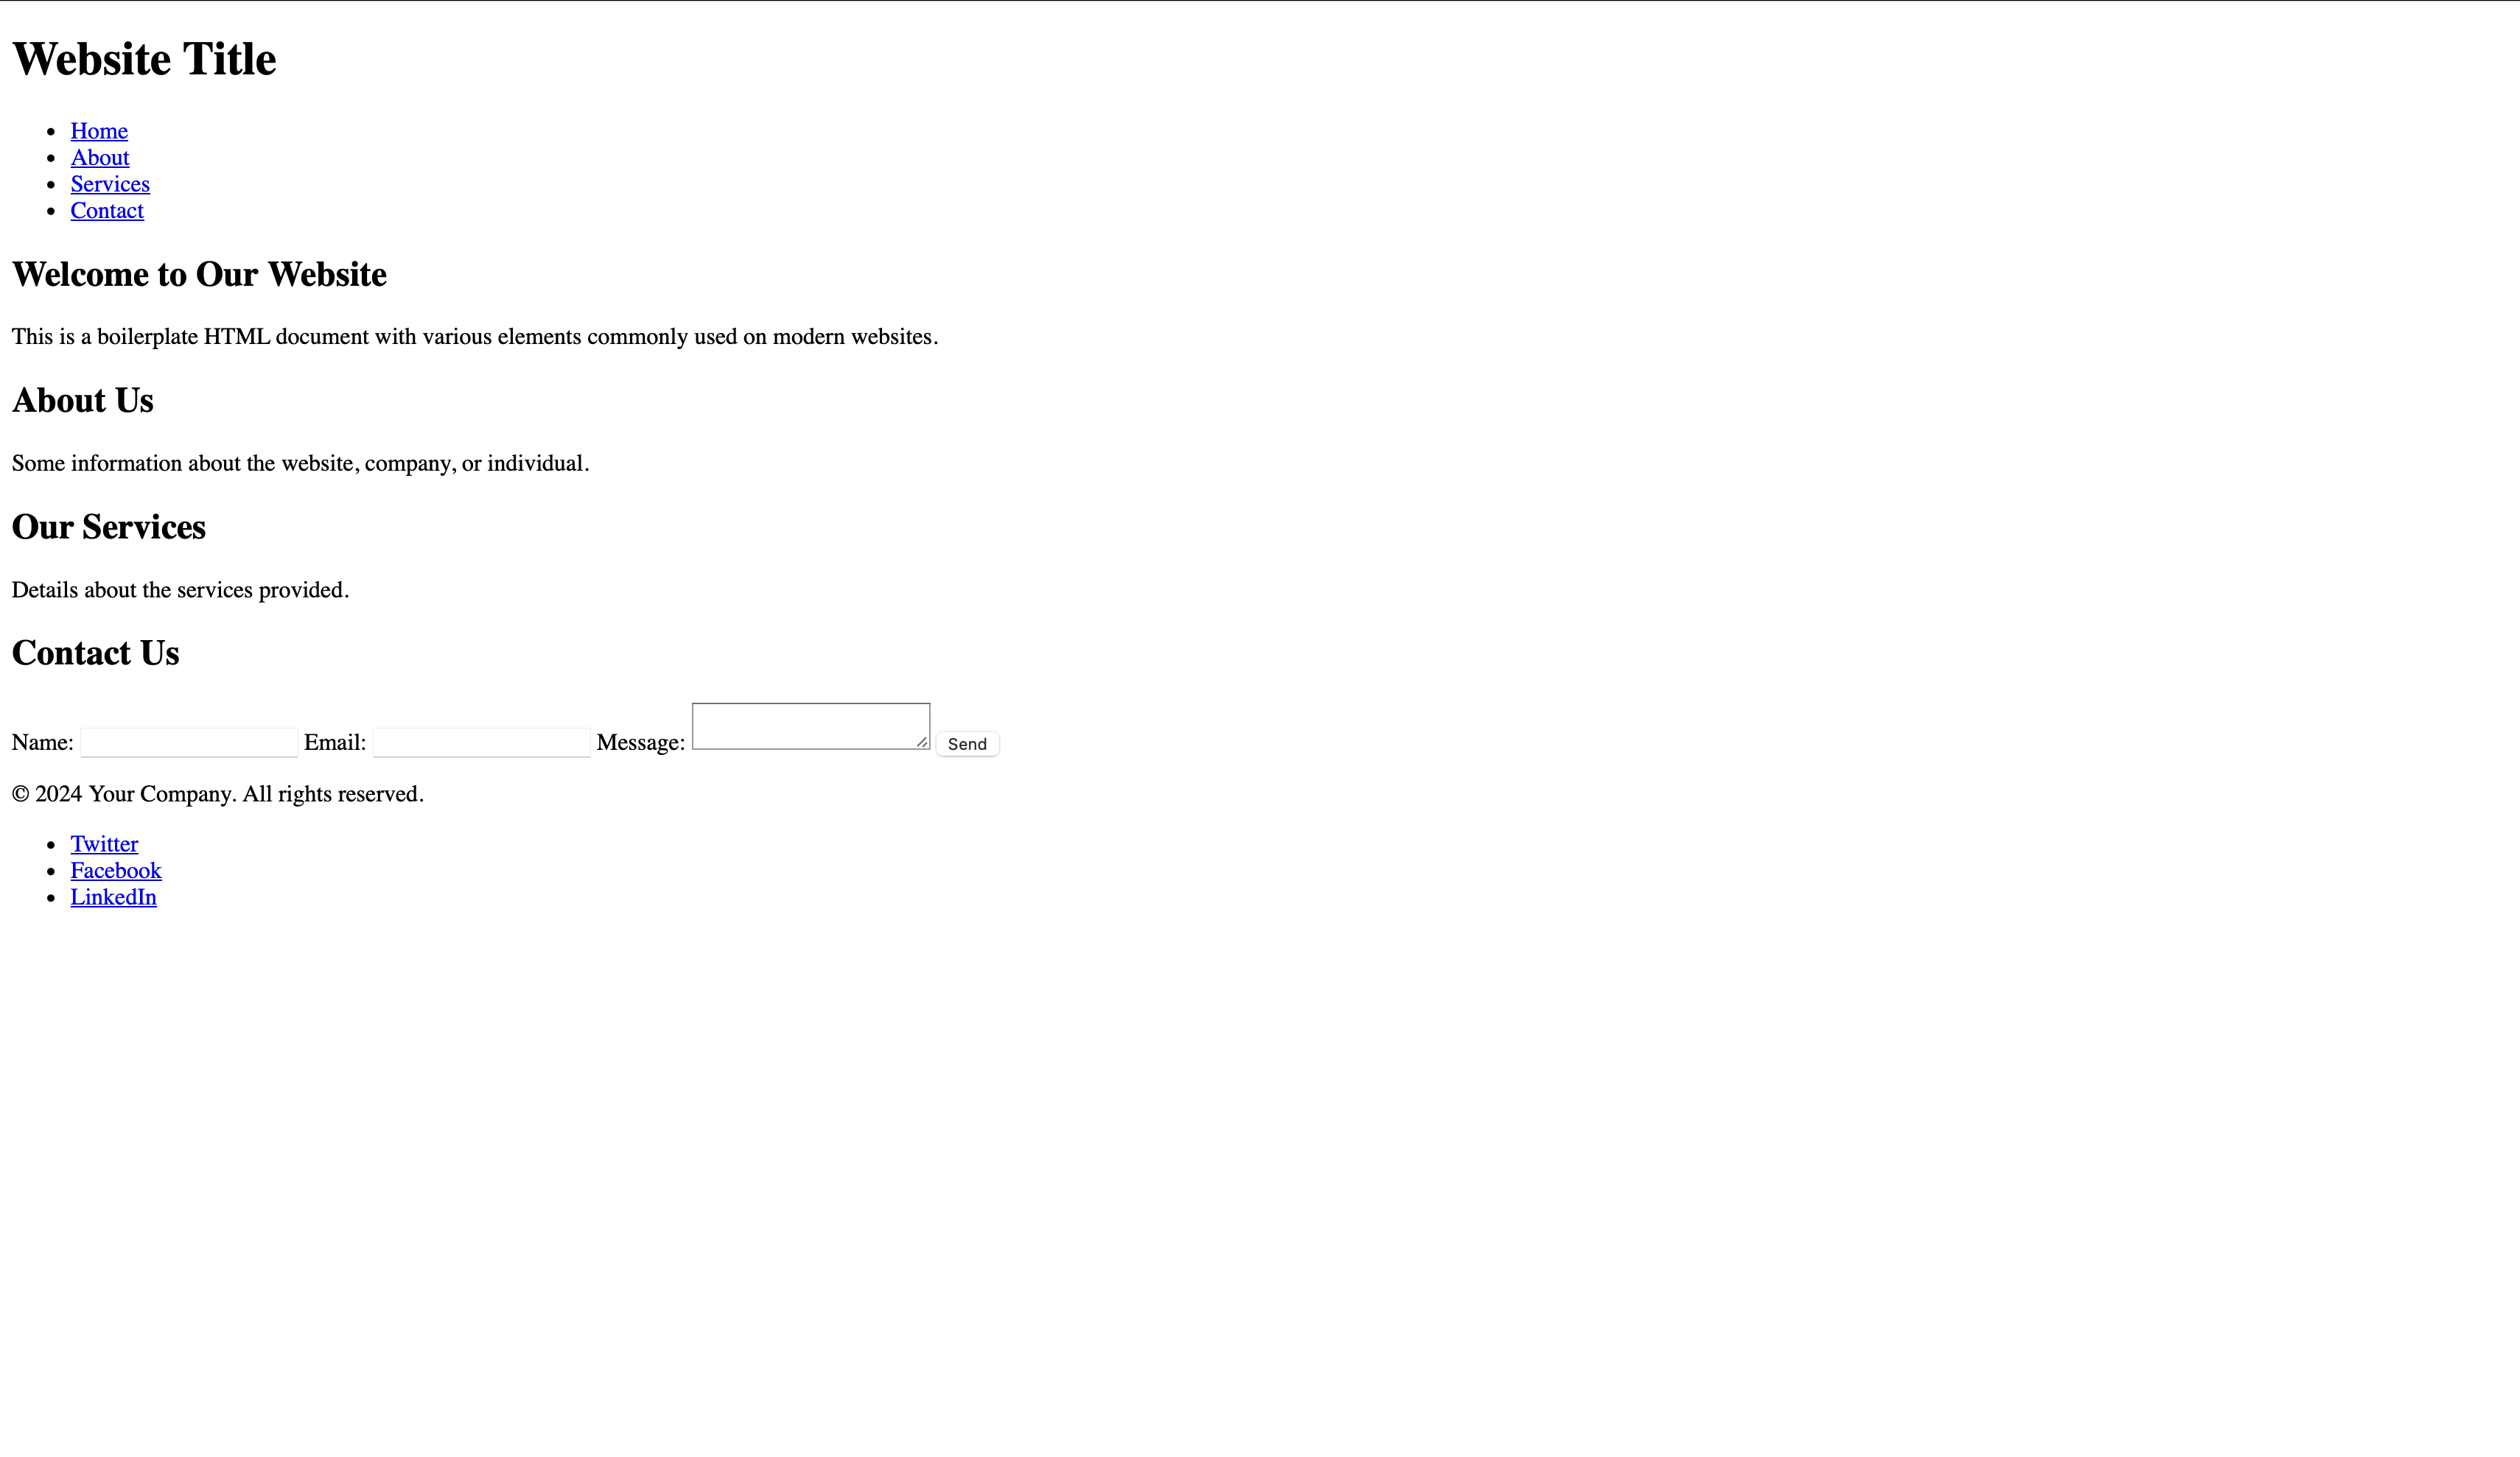 Website Title
Home
About
Services
Contact
Welcome to Our Website
This is a boilerplate HTML document with various elements commonly used on modern websites.
About Us
Some information about the website, company, or individual.
Our Services
Details about the services provided.
Contact Us
Name: Email: Message: Send
© 2024 Your Company. All rights reserved.
Twitter
Facebook
LinkedIn